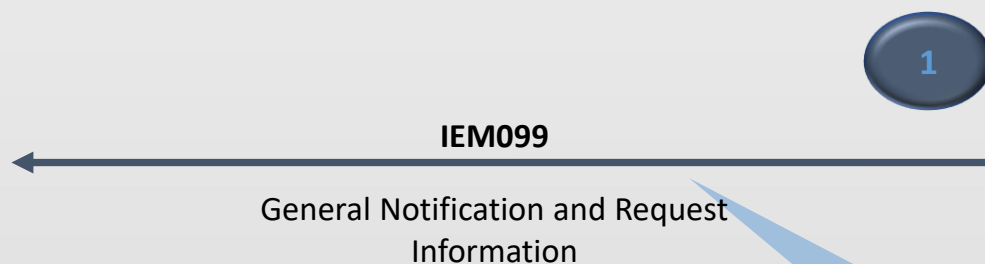 1
IEM099
General Notification and Request
Information